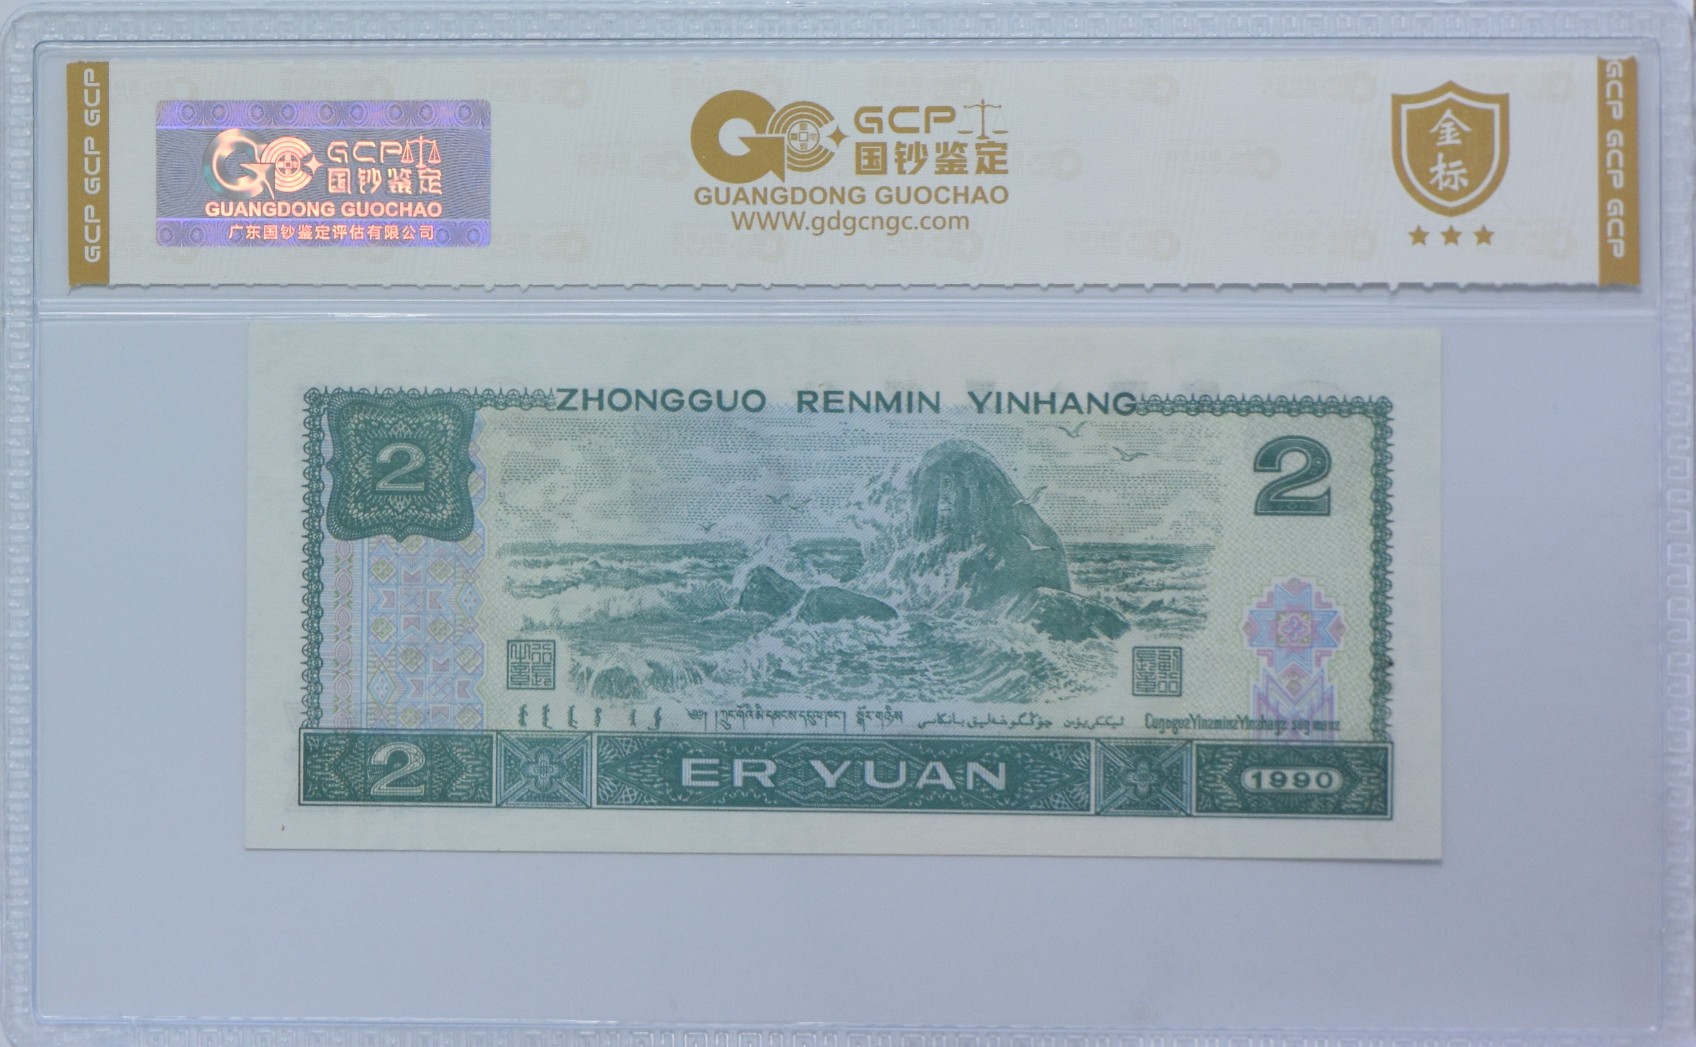 GCP GCP GCP
GCP
国钞鉴定
GUANGDONG GUOCHAO
广东国钞鉴定评估有限公司
GCP
国钞鉴定
GUANGDONG GUOCHAO
WWW.gdgcngc.com
金标
GCP GCP GCP
ZHONGGUO RENMIN YINHANG
2
2
2
ER YUAN
1990